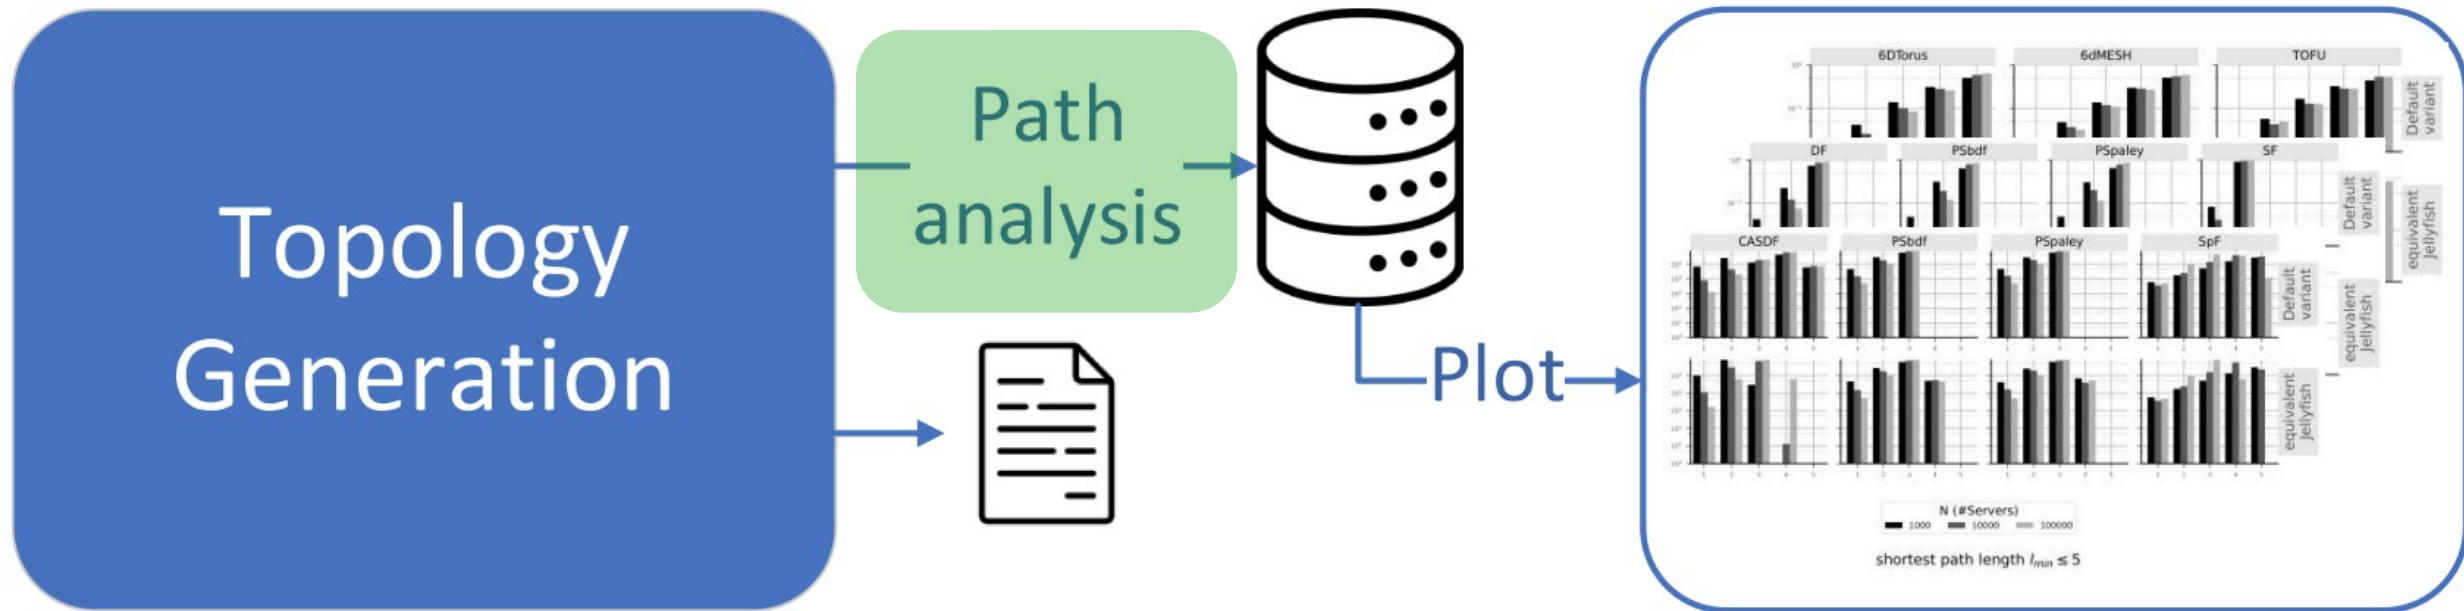 Topology
Generation
Path
analysis
Plot
6DTorus
6dMESH
TOFU
Default
variant
DF
PSbdf
PSpaley
SF
Default
variant
equivalent
Jellyfish
CASDF
PSbdf
PSpaley
SpF
Default
variant
equivalent
Jellyfish
equivalent
Jellyfish
N (#Servers)
1000 10000 100000
shortest path length l_min ≤ 5